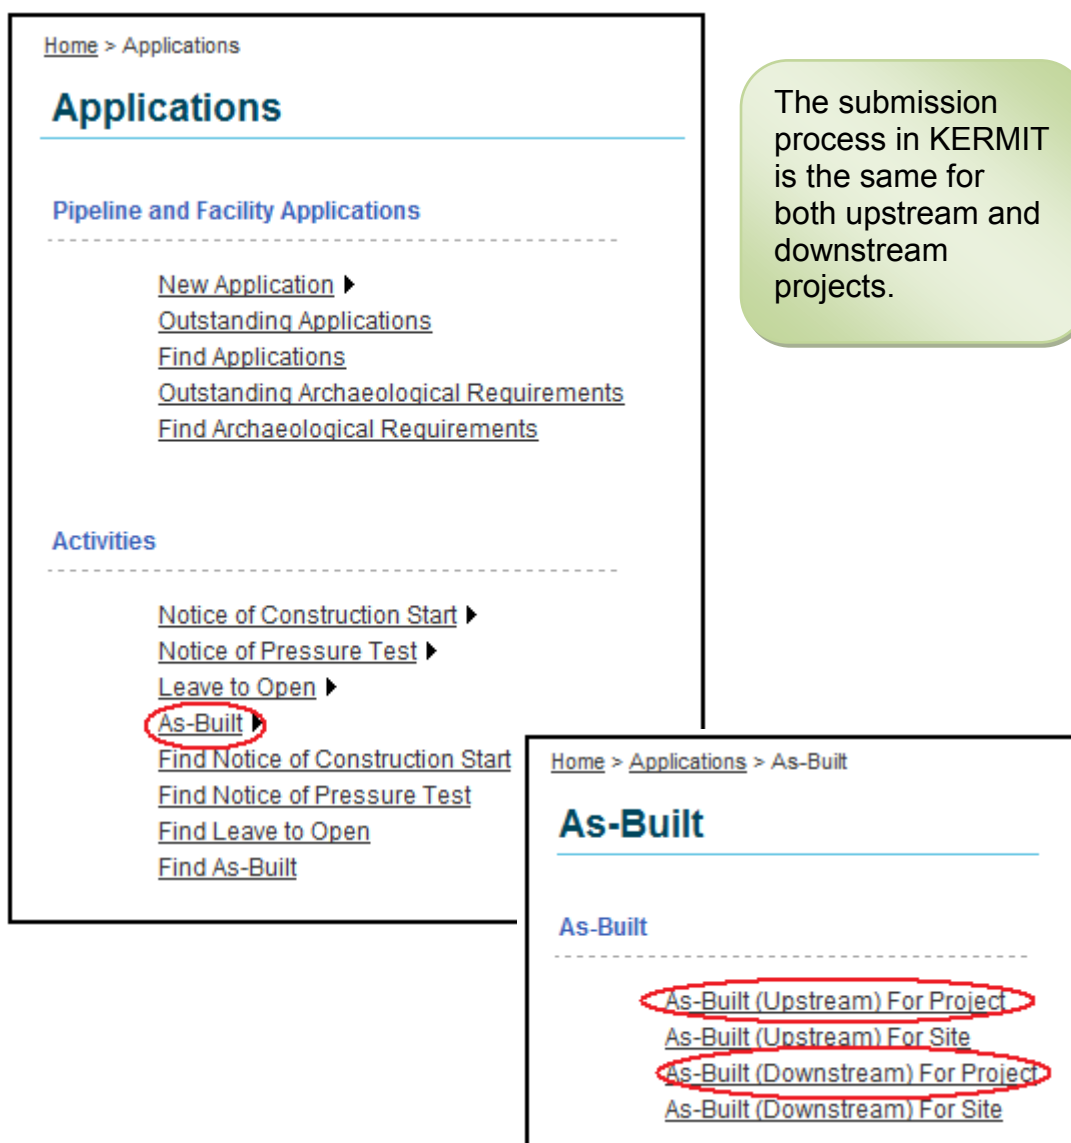 Home > Applications
Applications
Pipeline and Facility Applications
New Application
Outstanding Applications
Find Applications
Outstanding Archaeological Requirements
Find Archaeological Requirements
Activities
Notice of Construction Start
Notice of Pressure Test
Leave to Open
As-Built
Find Notice of Construction Start
Find Notice of Pressure Test
Find Leave to Open
Find As-Built
The submission
process in KERMIT
is the same for
both upstream and
downstream
projects.
Home > Applications > As-Built
As-Built
As-Built
As-Built (Upstream) For Project
As-Built (Upstream) For Site
As-Built (Downstream) For Project
As-Built (Downstream) For Site